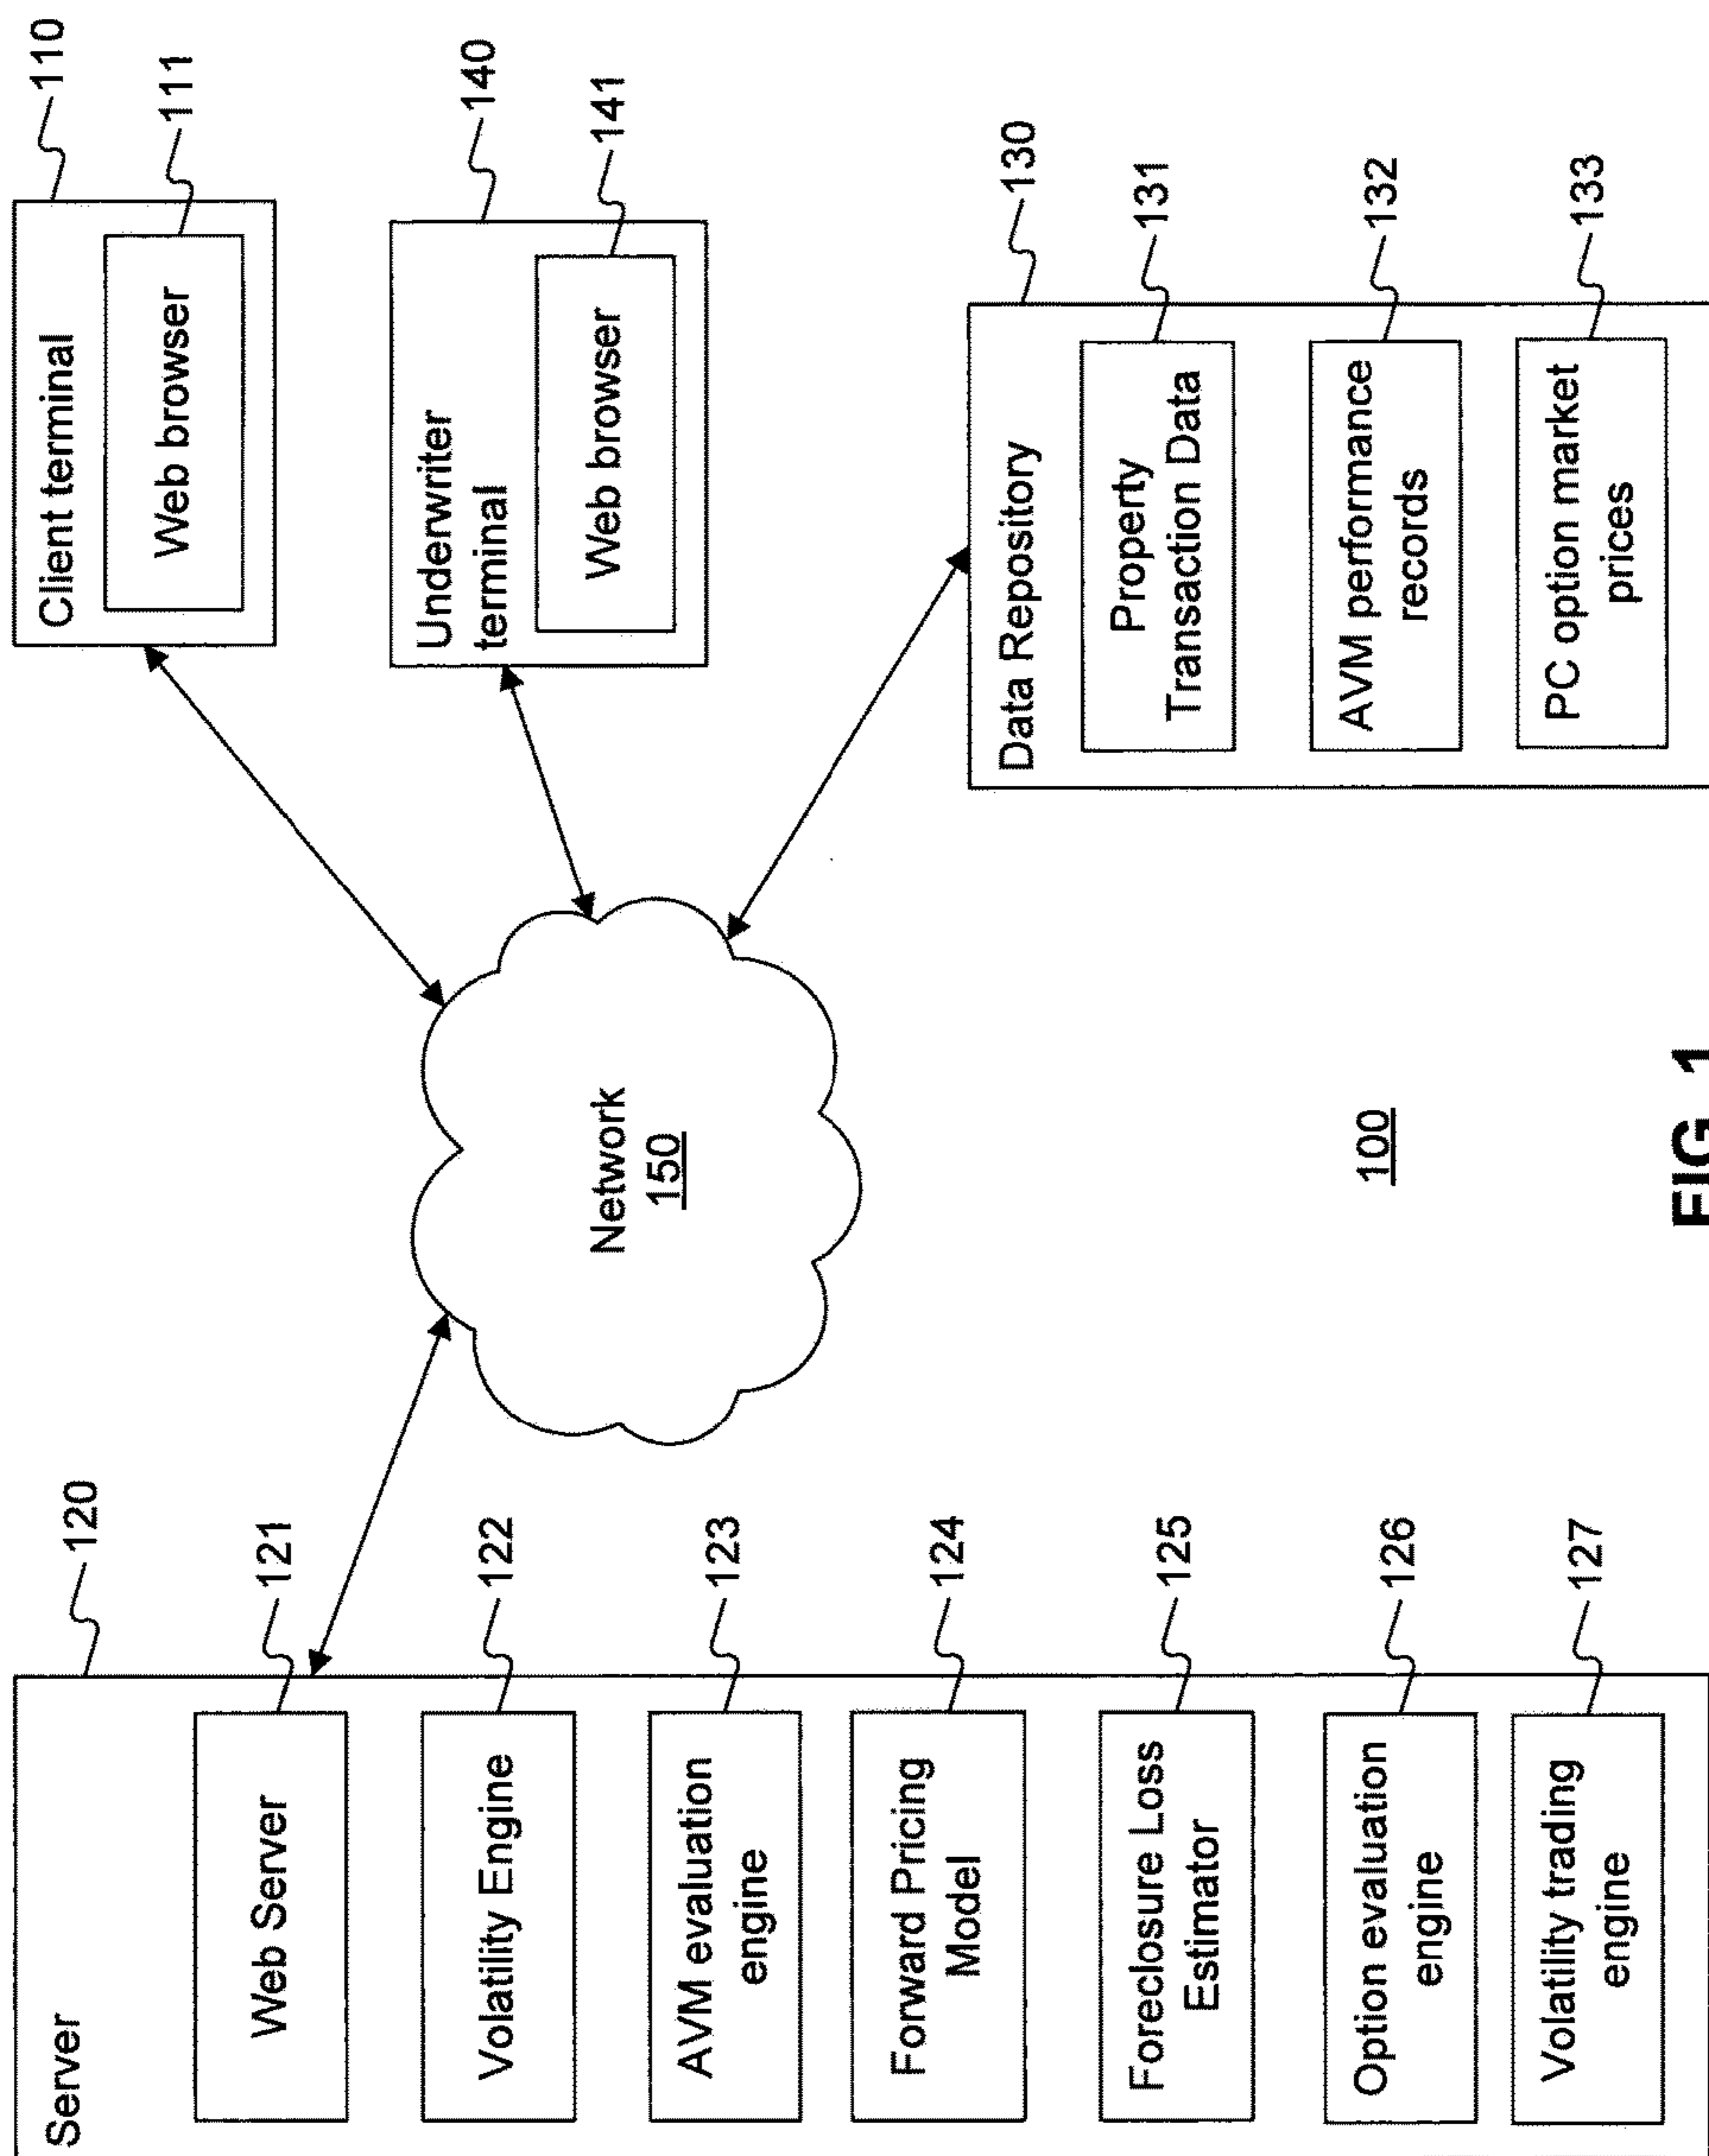 Server
120
Web Server
121
Volatility Engine
122
AVM evaluation
engine
123
Forward Pricing
Model
124
Foreclosure Loss
Estimator
125
Option evaluation
engine
126
Volatility trading
engine
127
Network
150
Client terminal
110
Web browser
111
Underwriter
terminal
140
Web browser
141
Data Repository
130
Property
Transaction Data
131
AVM performance
records
132
PC option market
prices
133
100
FIG. 1